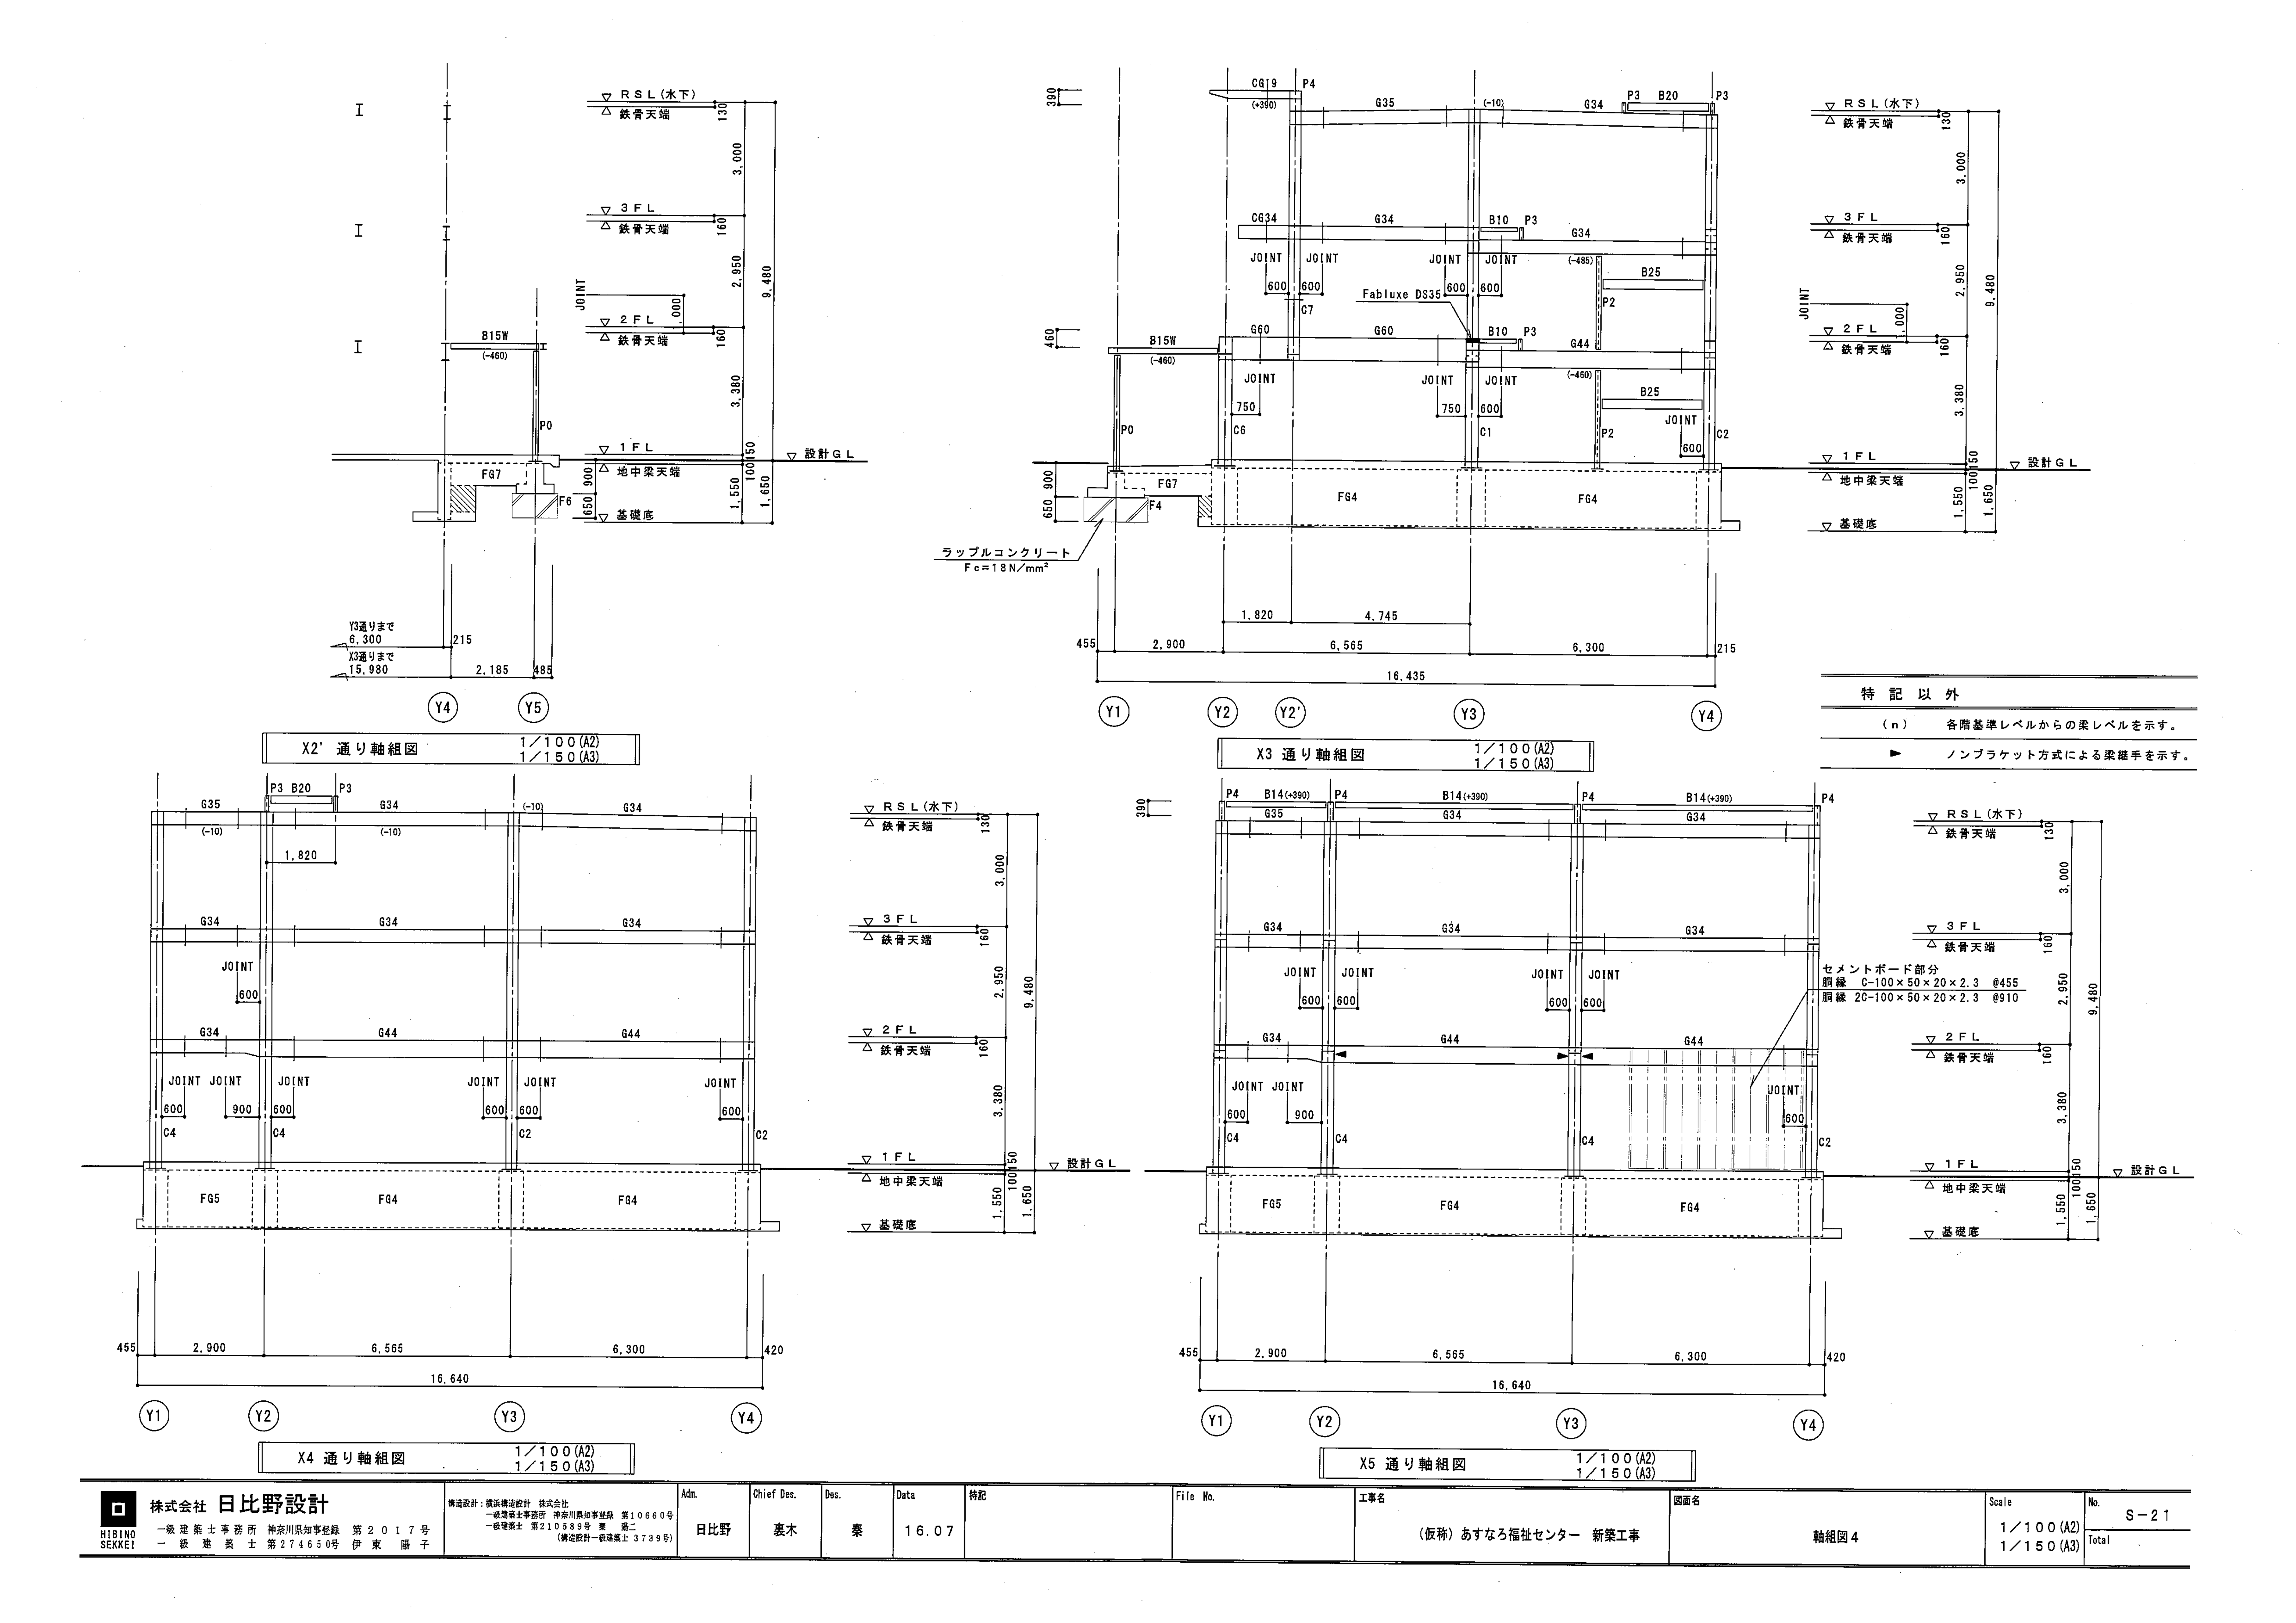 RSL(水下)
鉄骨天端
130
3,000
3FL
鉄骨天端
160
2,950
9,480
JOINT
2FL
鉄骨天端
160
B15W
(-460)
3,380
P0
1FL
設計GL
地中梁天端
FG7
900
100
150
F6
650
1,550
1,650
基礎底
Y3通りまで
6,300
215
X3通りまで
15,980
2,185
485
Y4
Y5
X2' 通り軸組図
1/100(A2)
1/150(A3)
390
CG19
P4
(+390)
G35
(-10)
G34
P3
B20
P3
RSL(水下)
鉄骨天端
130
3,000
CG34
G34
B10
P3
G34
3FL
鉄骨天端
160
JOINT
JOINT
JOINT
JOINT
(-485)
B25
600
600
600
600
Fabluxe DS35
P2
C7
2,950
9,480
JOINT
460
B15W
(-460)
G60
G60
B10
P3
G44
2FL
鉄骨天端
160
JOINT
JOINT
JOINT
(-460)
B25
750
750
600
JOINT
600
3,380
P0
C6
C1
P2
C2
1FL
設計GL
地中梁天端
100
150
900
650
FG7
F4
FG4
FG4
1,550
1,650
基礎底
ラップルコンクリート
Fc=18N/mm²
1,820
4,745
455
2,900
6,565
6,300
215
16,435
Y1
Y2
Y2'
Y3
Y4
X3 通り軸組図
1/100(A2)
1/150(A3)
特記以外
(n) 各階基準レベルからの梁レベルを示す。
► ノンブラケット方式による梁継手を示す。
P3 B20
P3
G35
G34
(-10)
G34
(-10)
(-10)
1,820
RSL(水下)
鉄骨天端
130
3,000
G34
G34
G34
3FL
鉄骨天端
160
JOINT
600
2,950
9,480
G34
G44
G44
2FL
鉄骨天端
160
JOINT JOINT
JOINT
JOINT
JOINT
JOINT
600
900
600
600
600
600
3,380
C4
C4
C2
C2
1FL
設計GL
地中梁天端
100
150
FG5
FG4
FG4
1,550
1,650
基礎底
455
2,900
6,565
6,300
420
16,640
Y1
Y2
Y3
Y4
X4 通り軸組図
1/100(A2)
1/150(A3)
390
P4
B14(+390)
P4
B14(+390)
P4
B14(+390)
P4
G35
G34
G34
RSL(水下)
鉄骨天端
130
3,000
G34
G34
G34
3FL
鉄骨天端
160
JOINT
JOINT
JOINT
JOINT
600
600
600
600
セメントボード部分
胴縁 C-100×50×20×2.3 @455
胴縁 2C-100×50×20×2.3 @910
2,950
9,480
G34
G44
G44
2FL
鉄骨天端
160
JOINT JOINT
JOINT
600
900
600
3,380
C4
C4
C4
C2
1FL
設計GL
地中梁天端
100
150
FG5
FG4
FG4
1,550
1,650
基礎底
455
2,900
6,565
6,300
420
16,640
Y1
Y2
Y3
Y4
X5 通り軸組図
1/100(A2)
1/150(A3)
HIBINO
SEKKEI
株式会社 日比野設計
一級建築士事務所 神奈川県知事登録 第2017号
一級建築士 第274650号 伊東 陽子
構造設計:横浜構造設計 株式会社
一級建築士事務所 神奈川県知事登録 第10660号
一級建築士 第210589号
(構造設計一級建築士 3739号)
Adm.
日比野
Chief Des.
裏木
Des.
秦
Data
16.07
特記
File No.
工事名
(仮称)あすなろ福祉センター 新築工事
図面名
軸組図4
Scale
1/100(A2)
1/150(A3)
No.
S-21
Total